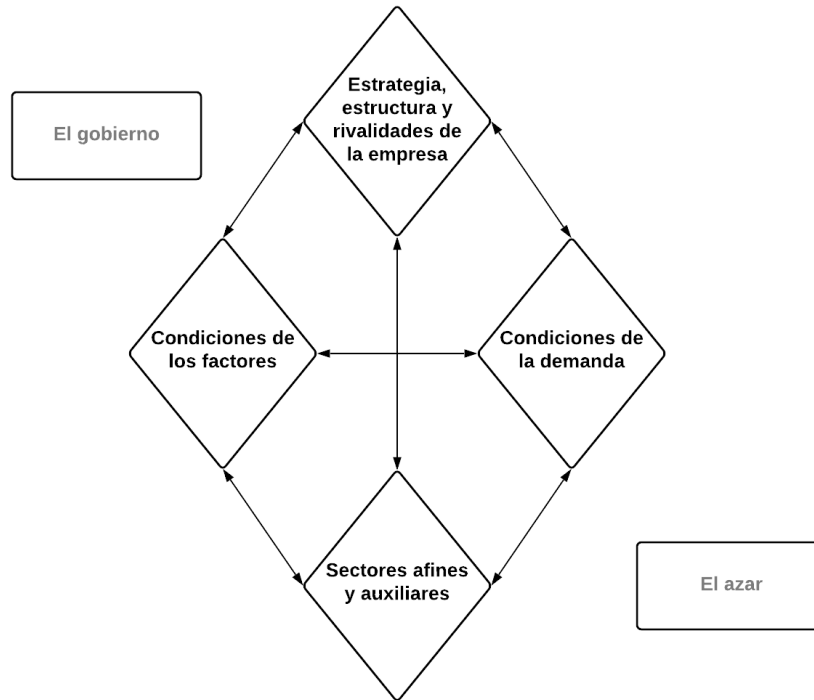 Estrategia,
estructura y
rivalidades de
la empresa
El gobierno
Condiciones de
los factores
Condiciones de
la demanda
Sectores afines
y auxiliares
El azar